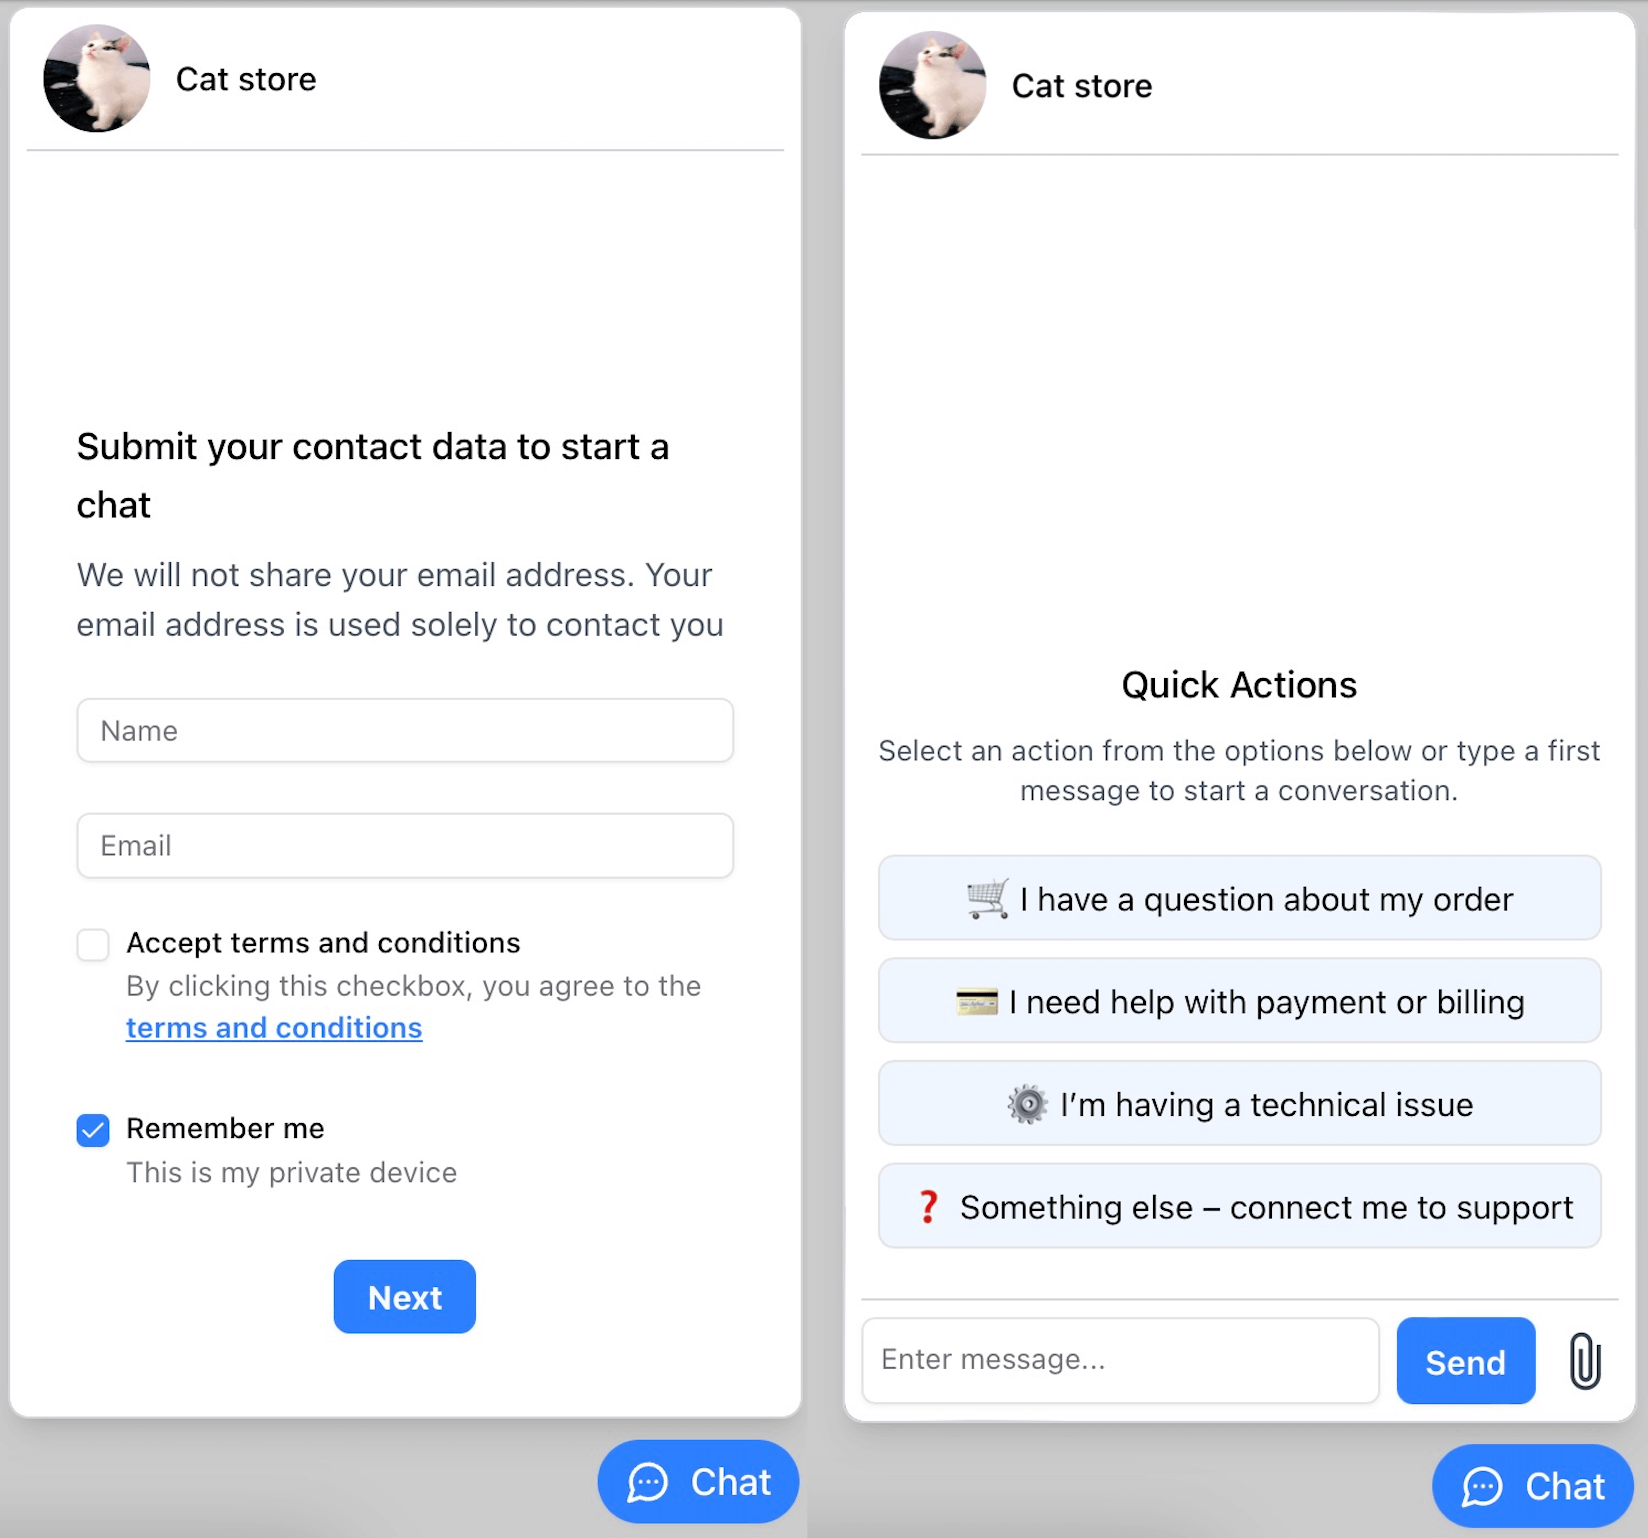 Cat store
Submit your contact data to start a
chat
We will not share your email address. Your
email address is used solely to contact you
Name
Email
Accept terms and conditions
By clicking this checkbox, you agree to the
terms and conditions
Remember me
This is my private device
Next
Chat
Cat store
Quick Actions
Select an action from the options below or type a first
message to start a conversation.
🛒 I have a question about my order
💳 I need help with payment or billing
⚙️ I’m having a technical issue
❓ Something else – connect me to support
Enter message...
Send
Chat